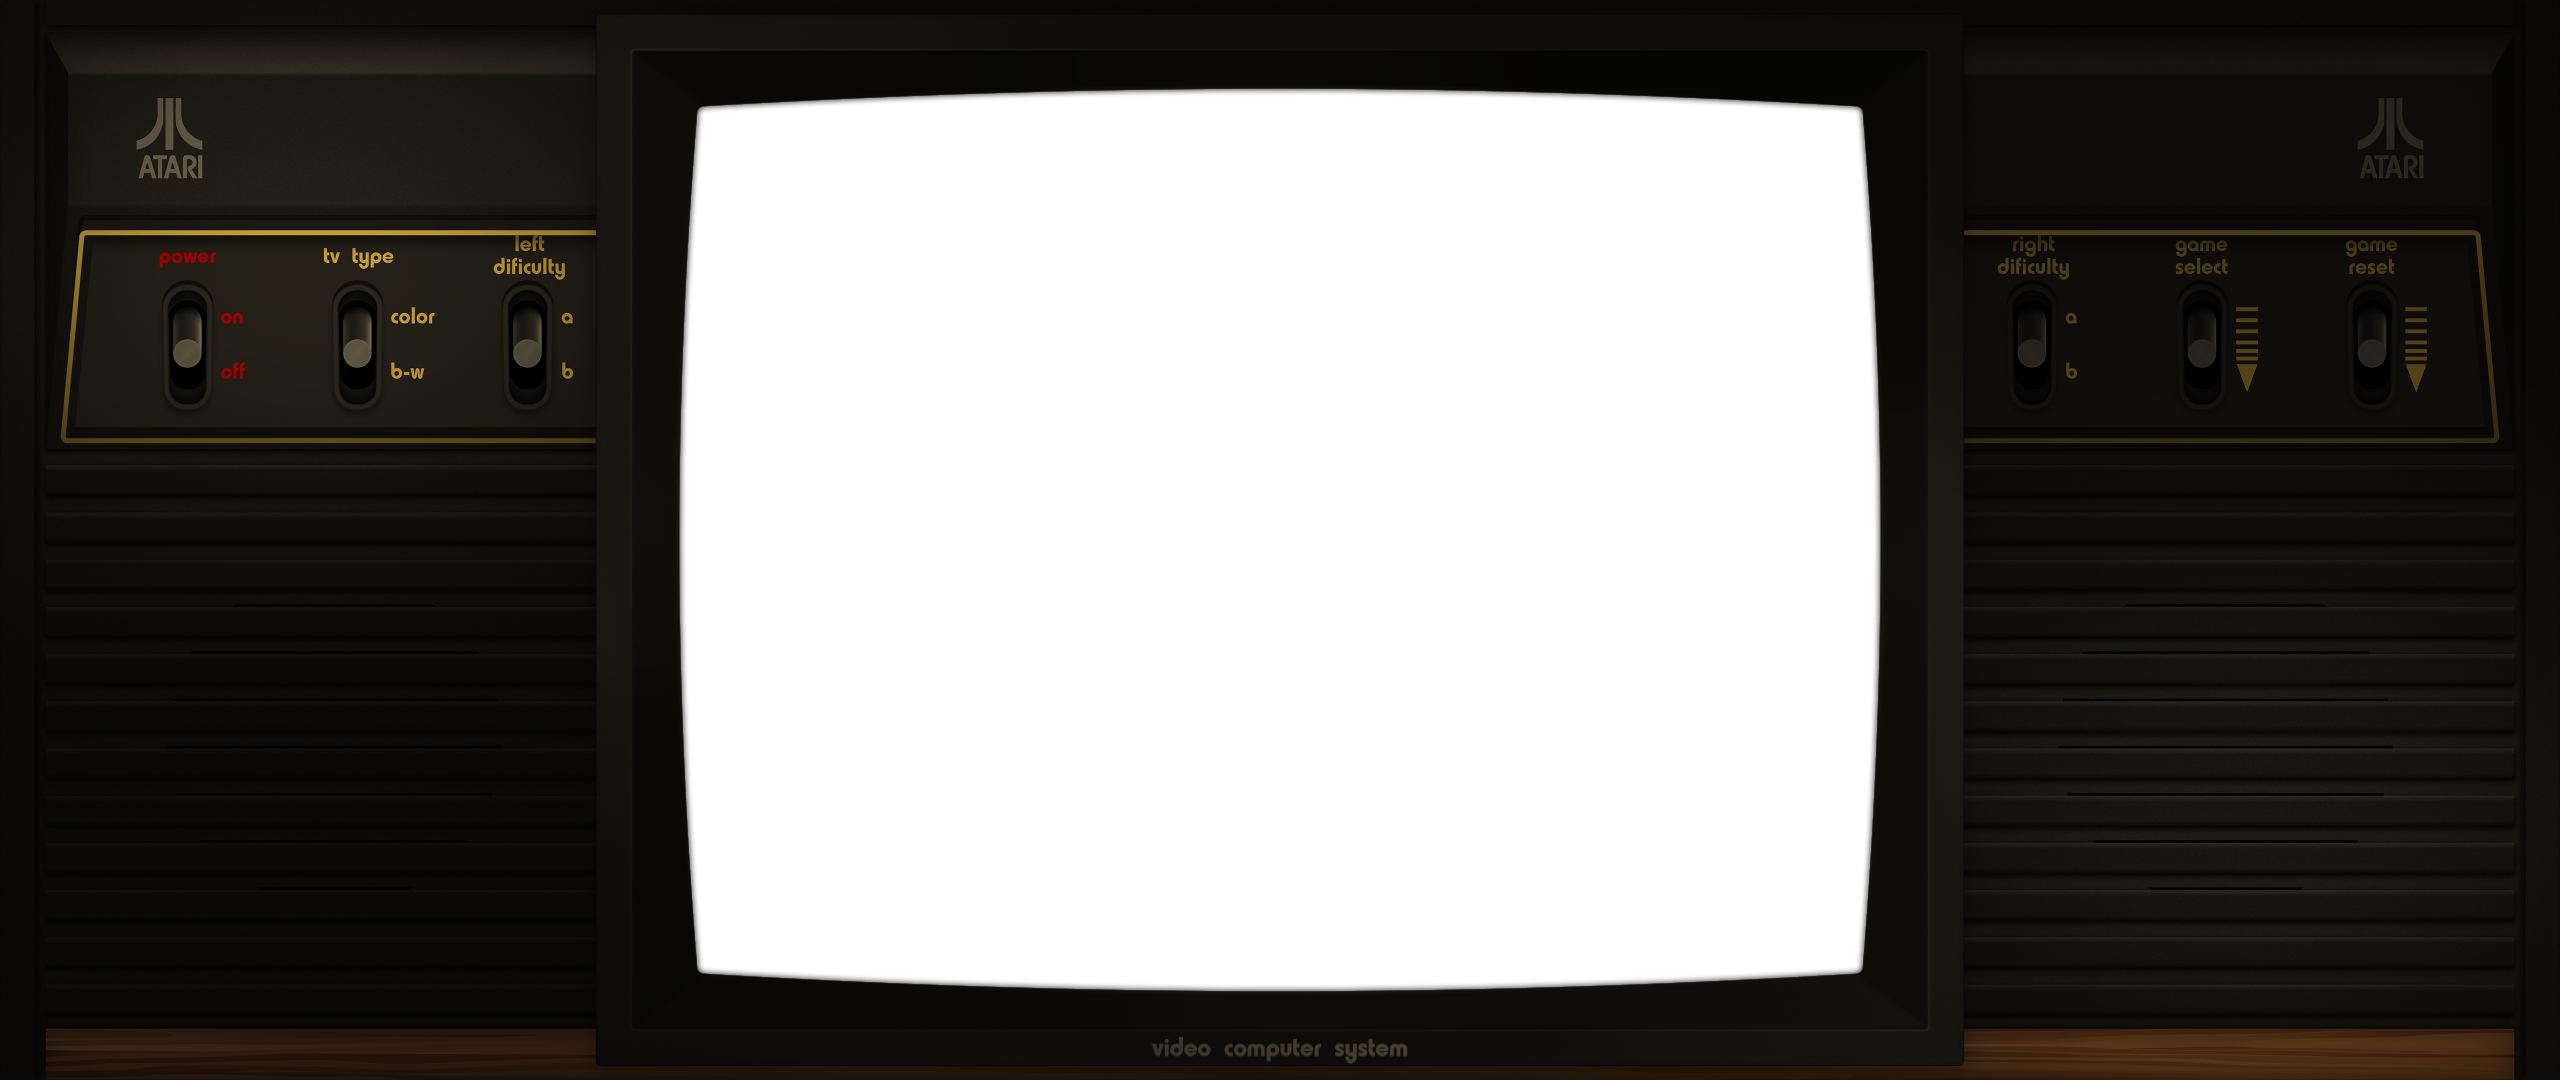 ATARI
ATARI
power
tv type
left
dificulty
right
dificulty
game
select
game
reset
on
color
a
a
off
b-w
b
b
video computer system